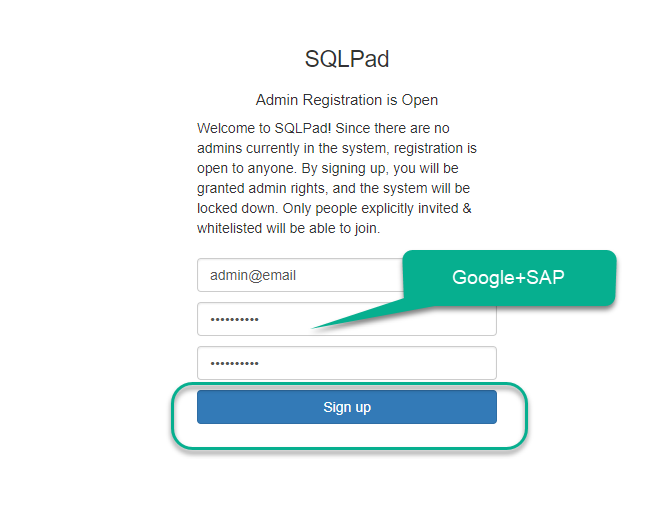 SQLPad
Admin Registration is Open
Welcome to SQLPad! Since there are no
admins currently in the system, registration is
open to anyone. By signing up, you will be
granted admin rights, and the system will be
locked down. Only people explicitly invited &
whitelisted will be able to join.
admin@email
Google+SAP
••••••••••
••••••••••
Sign up